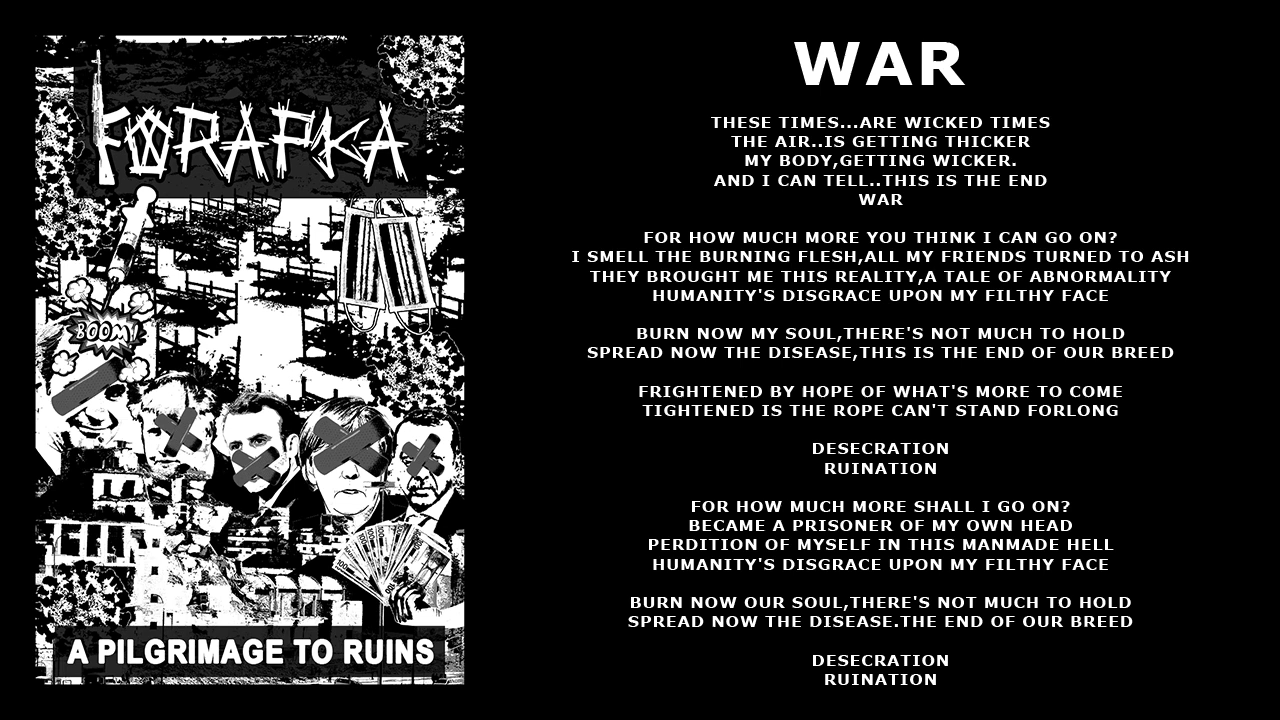 FORAPKA
BOOM!
A PILGRIMAGE TO RUINS
WAR
THESE TIMES...ARE WICKED TIMES
THE AIR..IS GETTING THICKER
MY BODY,GETTING WICKER.
AND I CAN TELL..THIS IS THE END
WAR
FOR HOW MUCH MORE YOU THINK I CAN GO ON?
I SMELL THE BURNING FLESH,ALL MY FRIENDS TURNED TO ASH
THEY BROUGHT ME THIS REALITY,A TALE OF ABNORMALITY
HUMANITY'S DISGRACE UPON MY FILTHY FACE
BURN NOW MY SOUL,THERE'S NOT MUCH TO HOLD
SPREAD NOW THE DISEASE,THIS IS THE END OF OUR BREED
FRIGHTENED BY HOPE OF WHAT'S MORE TO COME
TIGHTENED IS THE ROPE CAN'T STAND FORLONG
DESECRATION
RUINATION
FOR HOW MUCH MORE SHALL I GO ON?
BECAME A PRISONER OF MY OWN HEAD
PERDITION OF MYSELF IN THIS MANMADE HELL
HUMANITY'S DISGRACE UPON MY FILTHY FACE
BURN NOW OUR SOUL,THERE'S NOT MUCH TO HOLD
SPREAD NOW THE DISEASE.THE END OF OUR BREED
DESECRATION
RUINATION